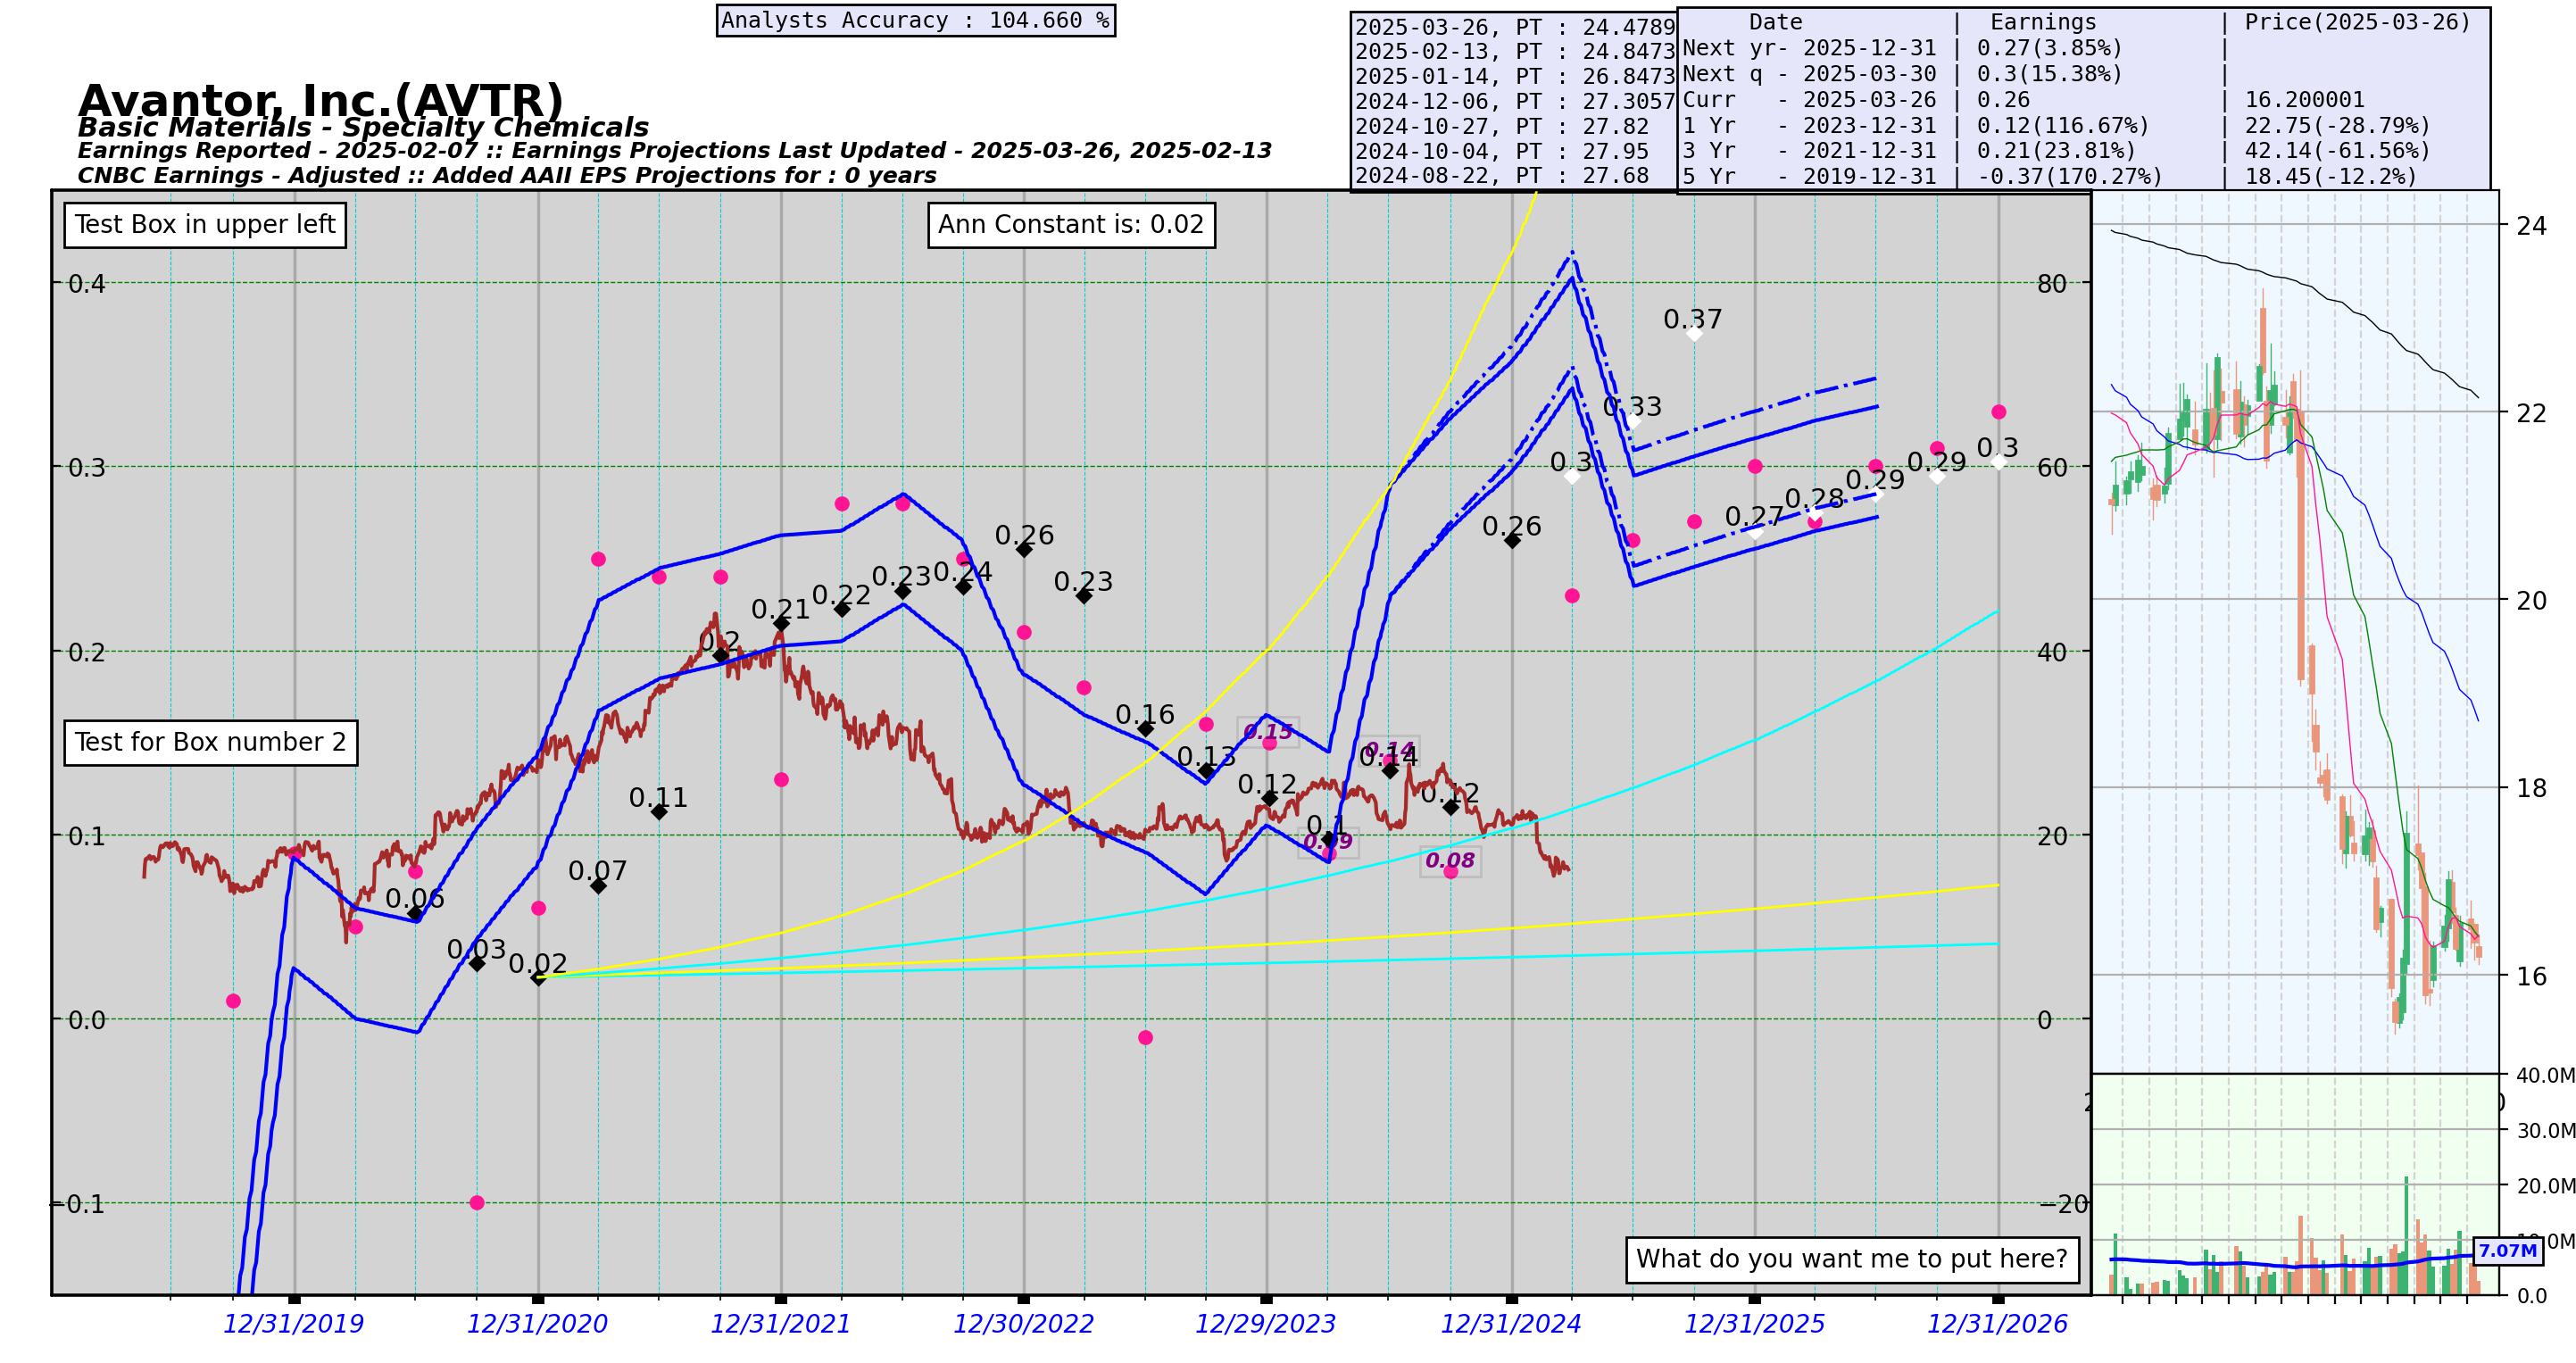 Analysts Accuracy : 104.660 %
2025-03-26, PT : 24.4789
2025-02-13, PT : 24.8473
2025-01-14, PT : 26.8473
2024-12-06, PT : 27.3057
2024-10-27, PT : 27.82
2024-10-04, PT : 27.95
2024-08-22, PT : 27.68
Date | Earnings | Price(2025-03-26)
Next yr- 2025-12-31 | 0.27(3.85%) |
Next q - 2025-03-30 | 0.3(15.38%) |
Curr - 2025-03-26 | 0.26 | 16.200001
1 Yr - 2023-12-31 | 0.12(116.67%) | 22.75(-28.79%)
3 Yr - 2021-12-31 | 0.21(23.81%) | 42.14(-61.56%)
5 Yr - 2019-12-31 | -0.37(170.27%) | 18.45(-12.2%)
Avantor, Inc.(AVTR)
Basic Materials - Specialty Chemicals
Earnings Reported - 2025-02-07 :: Earnings Projections Last Updated - 2025-03-26, 2025-02-13
CNBC Earnings - Adjusted :: Added AAII EPS Projections for : 0 years
Test Box in upper left
Ann Constant is: 0.02
Test for Box number 2
What do you want me to put here?
0.4
0.3
0.2
0.1
0.0
−0.1
80
60
40
20
0
−20
0.06
0.03
0.02
0.07
0.11
0.2
0.21
0.22
0.23
0.24
0.26
0.23
0.16
0.13
0.15
0.12
0.1
0.09
0.14
0.14
0.12
0.08
0.26
0.3
0.33
0.37
0.27
0.28
0.29
0.29
0.3
24
22
20
18
16
40.0M
30.0M
20.0M
7.07M
0.0
12/31/2019
12/31/2020
12/31/2021
12/30/2022
12/29/2023
12/31/2024
12/31/2025
12/31/2026